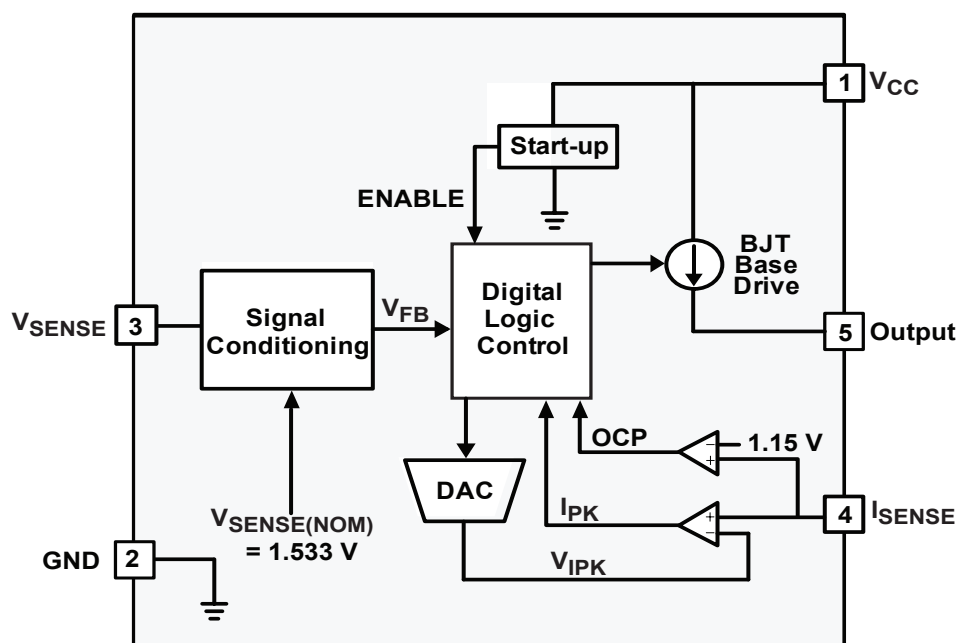 1
VCC
Start-up
ENABLE
BJT
Base
Drive
VSENSE
3
Signal
Conditioning
VFB
Digital
Logic
Control
5
Output
OCP
−
+
1.15 V
DAC
VSENSE(NOM)
= 1.533 V
IPK
+
−
4
ISENSE
GND
2
VIPK